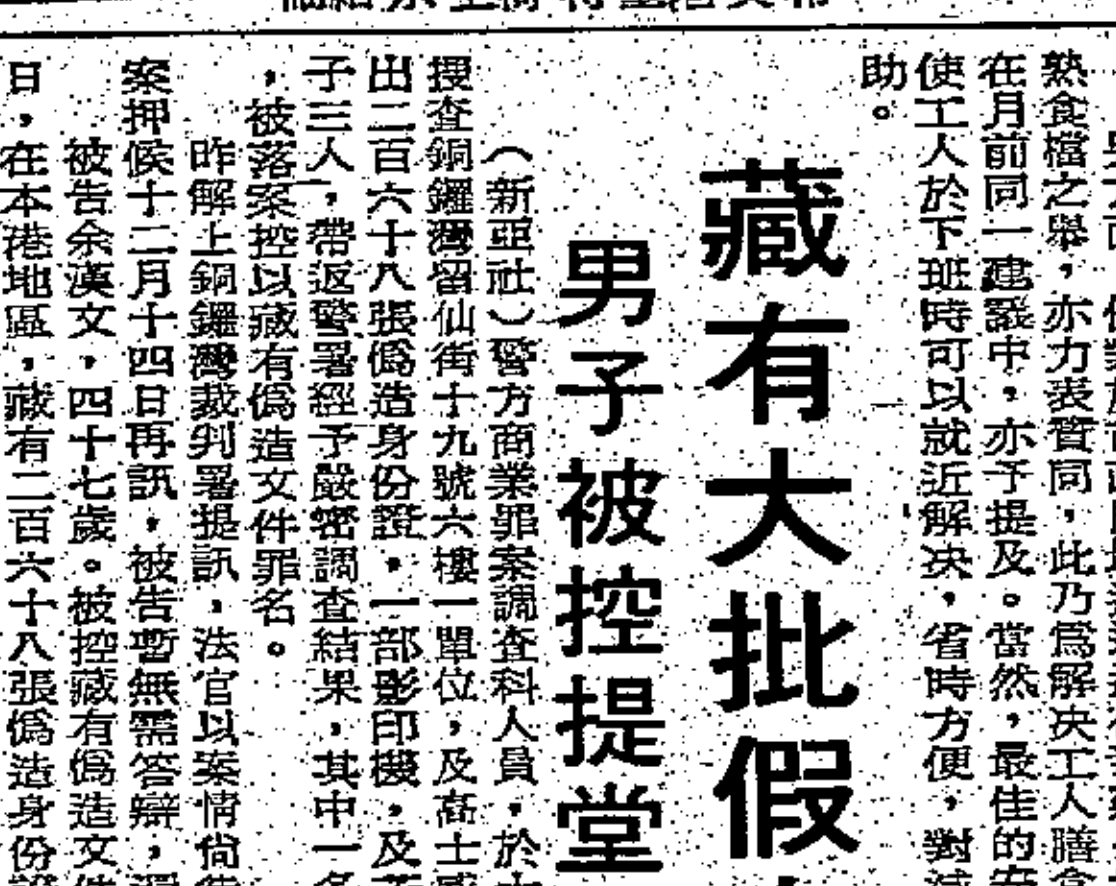 熟食檔之舉，亦力表贊同，此乃爲解决工人膳食
在月前同一建議中，亦予提及。當然，最佳的
使工人於下班時可以就近解决，省時方便，對
助。
藏有大批假
男子被控提堂
（新亞社）警方商業罪案調查科人員，於
搜查銅鑼灣留仙街十九號六樓一單位，及高士威
出二百六十八張僞造身份證，一部影印機，及
子三人，帶返警署經予嚴密調查結果，其中一名
，被落案控以藏有僞造文件罪名。
昨解上銅鑼灣裁判署提訊，法官以案情尙
案押候十二月十四日再訊，被告暫無需答辯，還
被告余漢文，四十七歲。被控藏有僞造文件
日，在本港地區，藏有二百六十八張僞造身份證